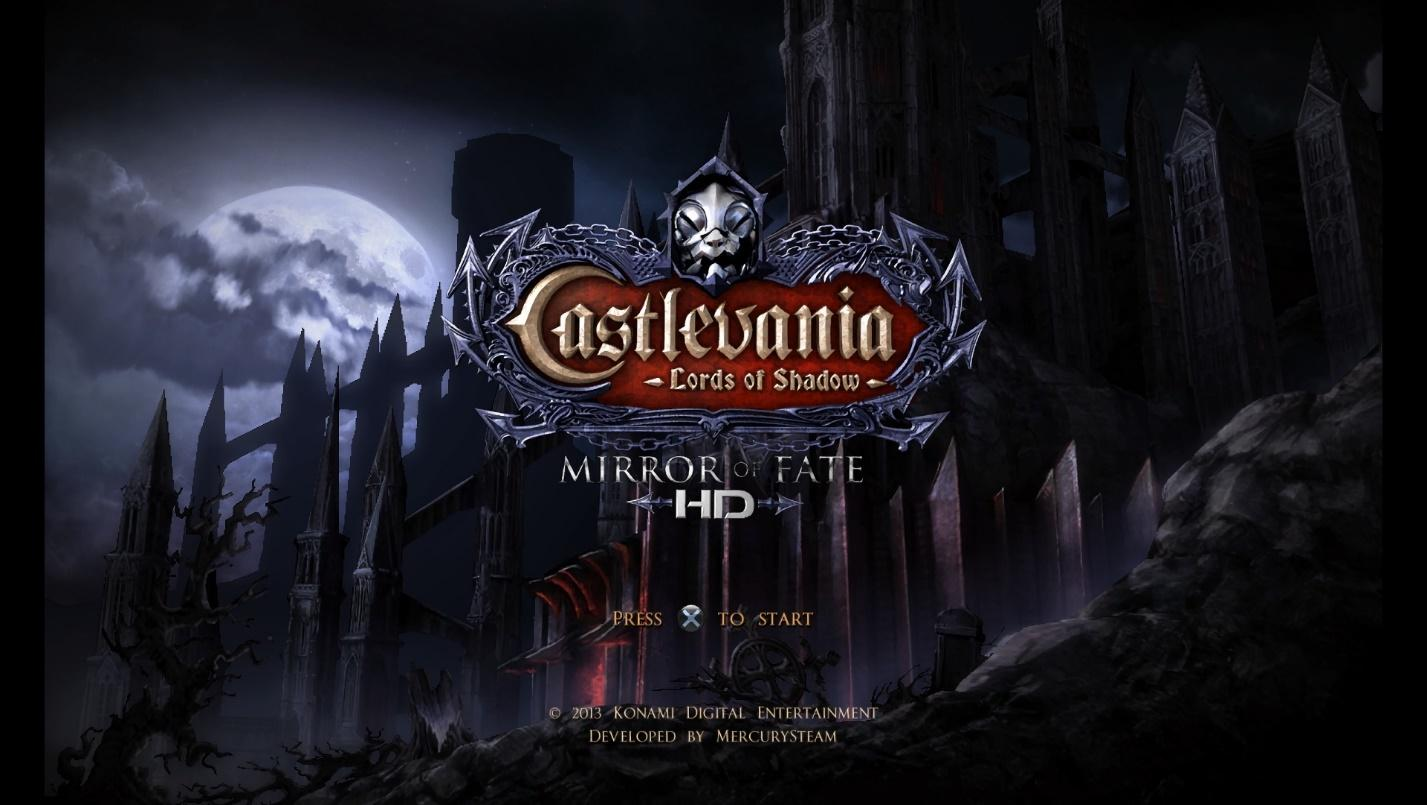 Castlevania
Lords of Shadow
MIRROR OF FATE
HD
PRESS TO START
© 2013 KONAMI DIGITAL ENTERTAINMENT
DEVELOPED BY MERCURYSTEAM